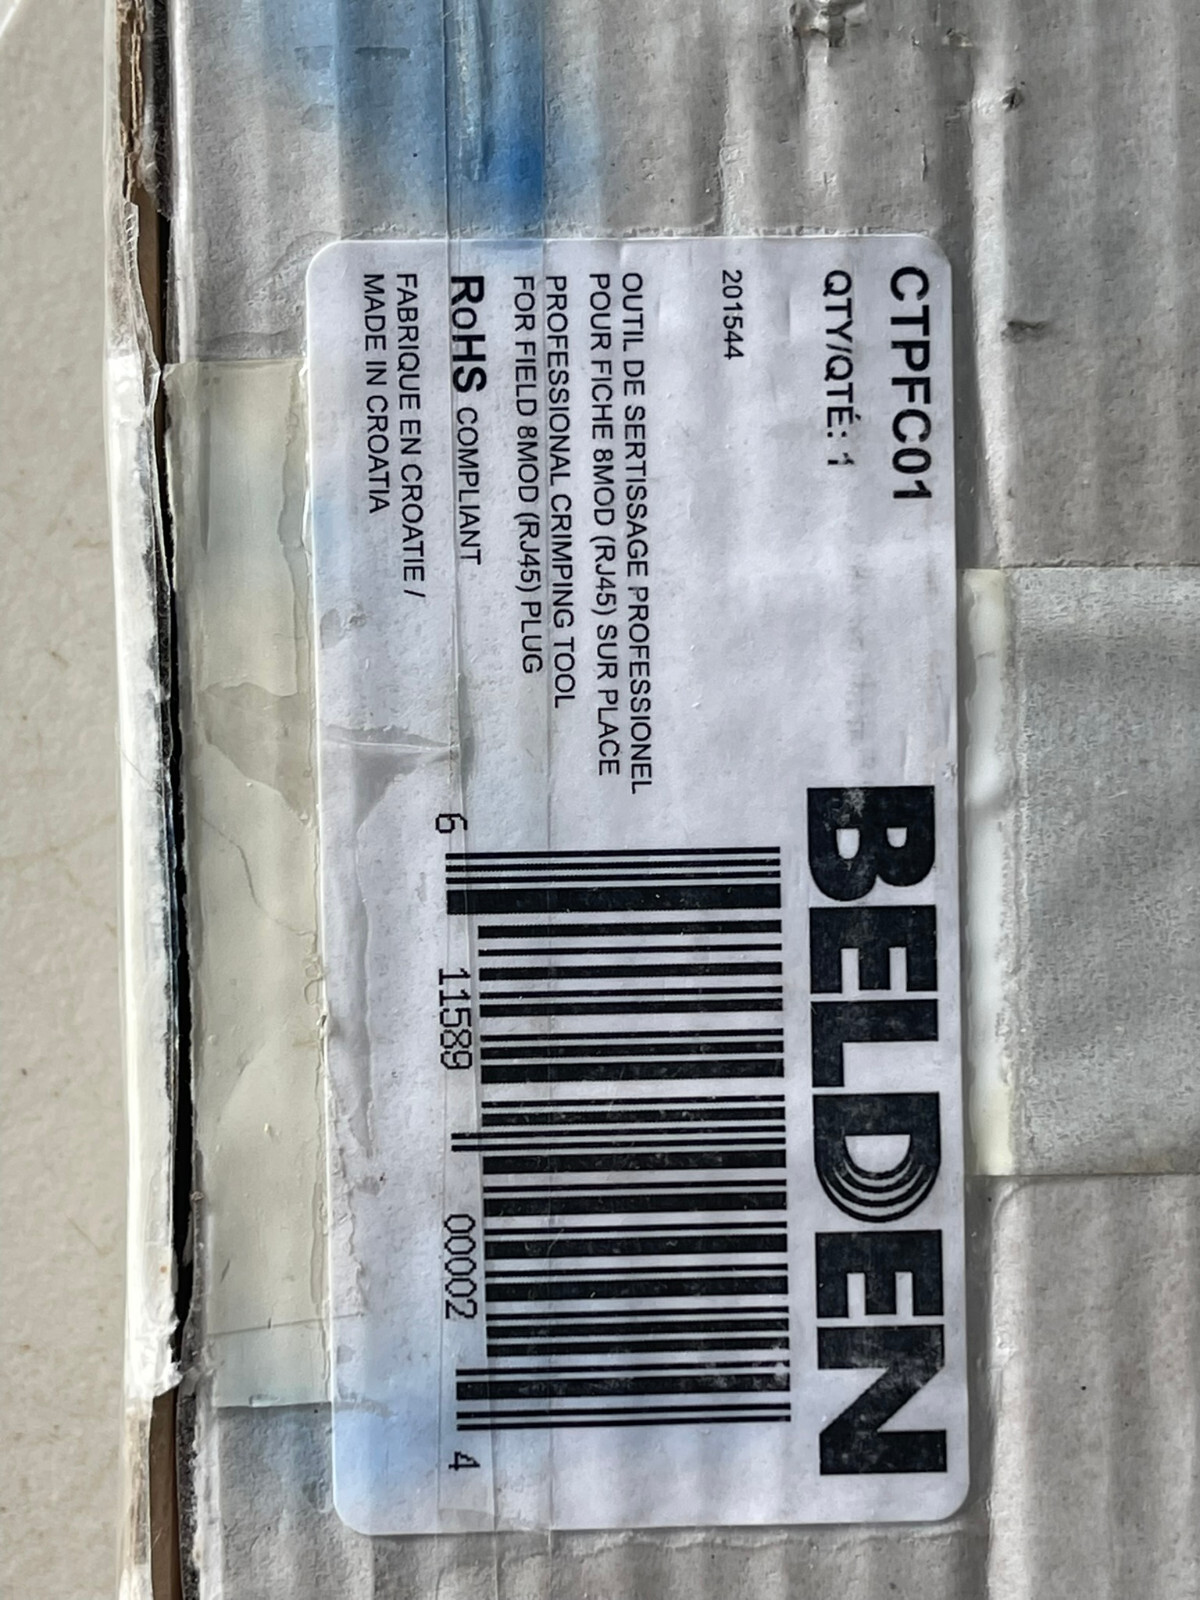 CTPFC01
QTY/QTÉ: 1
BELDEN
201544
OUTIL DE SERTISSAGE PROFESSIONEL
POUR FICHE 8MOD (RJ45) SUR PLACE
PROFESSIONAL CRIMPING TOOL
FOR FIELD 8MOD (RJ45) PLUG
RoHS COMPLIANT
FABRIQUE EN CROATIE /
MADE IN CROATIA
6 11589 00002 4